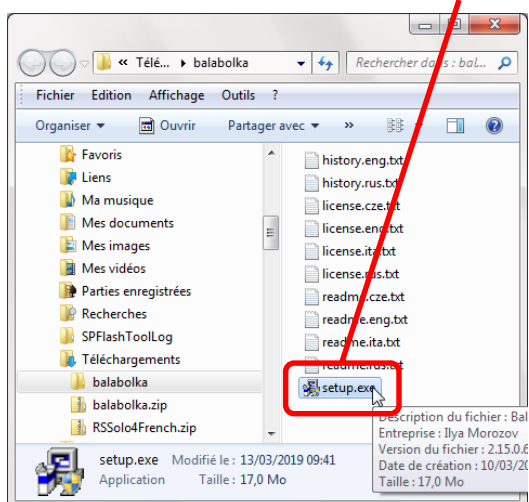 « Télé... ▸ balabolka
Rechercher dans : bal...
Fichier Edition Affichage Outils ?
Organiser Ouvrir Partager avec »
Favoris
Liens
Ma musique
Mes documents
Mes images
Mes vidéos
Parties enregistrées
Recherches
SPFlashToolLog
Téléchargements
balabolka
balabolka.zip
RSSolo4French.zip
history.eng.txt
history.rus.txt
license.cze.txt
license.eng.txt
license.ita.txt
license.rus.txt
readme.cze.txt
readme.eng.txt
readme.ita.txt
readme.rus.txt
setup.exe
Description du fichier : Bal
Entreprise : Ilya Morozov
Version du fichier : 2.15.0.6
Date de création : 10/03/20
Taille : 17,0 Mo
setup.exe Modifié le : 13/03/2019 09:41
Application Taille : 17,0 Mo